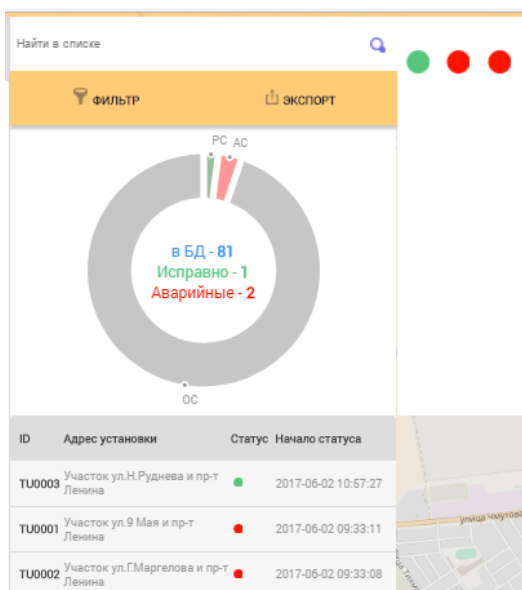 Найти в списке
ФИЛЬТР
ЭКСПОРТ
РС АС
в БД - 81
Исправно - 1
Аварийные - 2
ОС
ID Адрес установки Статус Начало статуса
TU0003 Участок ул.Н.Руднева и пр-т Ленина 2017-06-02 10:57:27
TU0001 Участок ул.9 Мая и пр-т Ленина 2017-06-02 09:33:11
TU0002 Участок ул.Г.Маргелова и пр-т Ленина 2017-06-02 09:33:08
улица Чмутова